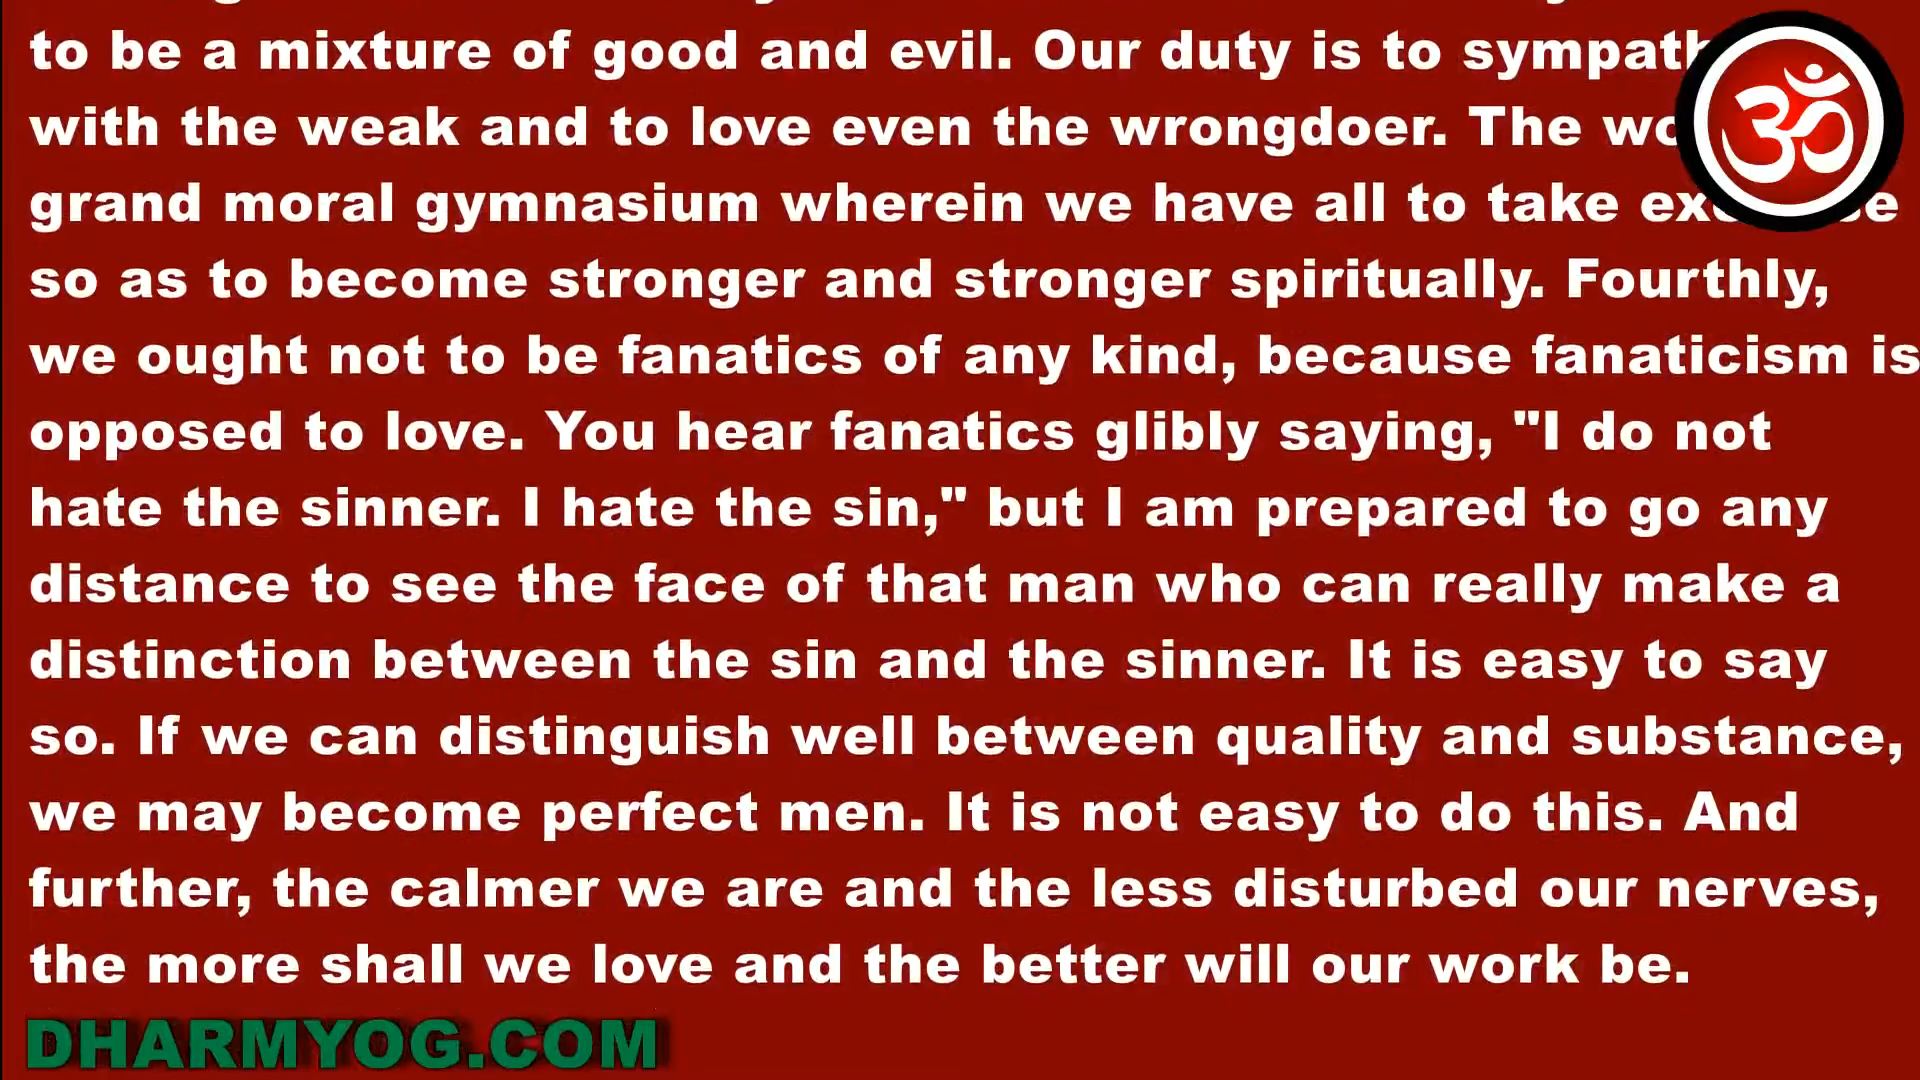 to be a mixture of good and evil. Our duty is to
with the weak and to love even the wrongdoer. The
grand moral gymnasium wherein we have all to take
so as to become stronger and stronger spiritually. Fourthly,
we ought not to be fanatics of any kind, because fanaticism is
opposed to love. You hear fanatics glibly saying, "I do not
hate the sinner. I hate the sin," but I am prepared to go any
distance to see the face of that man who can really make a
distinction between the sin and the sinner. It is easy to say
so. If we can distinguish well between quality and substance,
we may become perfect men. It is not easy to do this. And
further, the calmer we are and the less disturbed our nerves,
the more shall we love and the better will our work be.
DHARMYOG.COM
ॐ